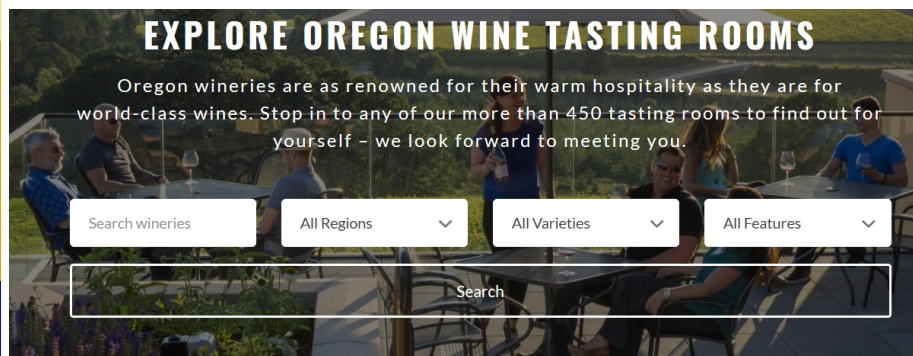 EXPLORE OREGON WINE TASTING ROOMS
Oregon wineries are as renowned for their warm hospitality as they are for
world-class wines. Stop in to any of our more than 450 tasting rooms to find out for
yourself – we look forward to meeting you.
Search wineries All Regions All Varieties All Features
Search